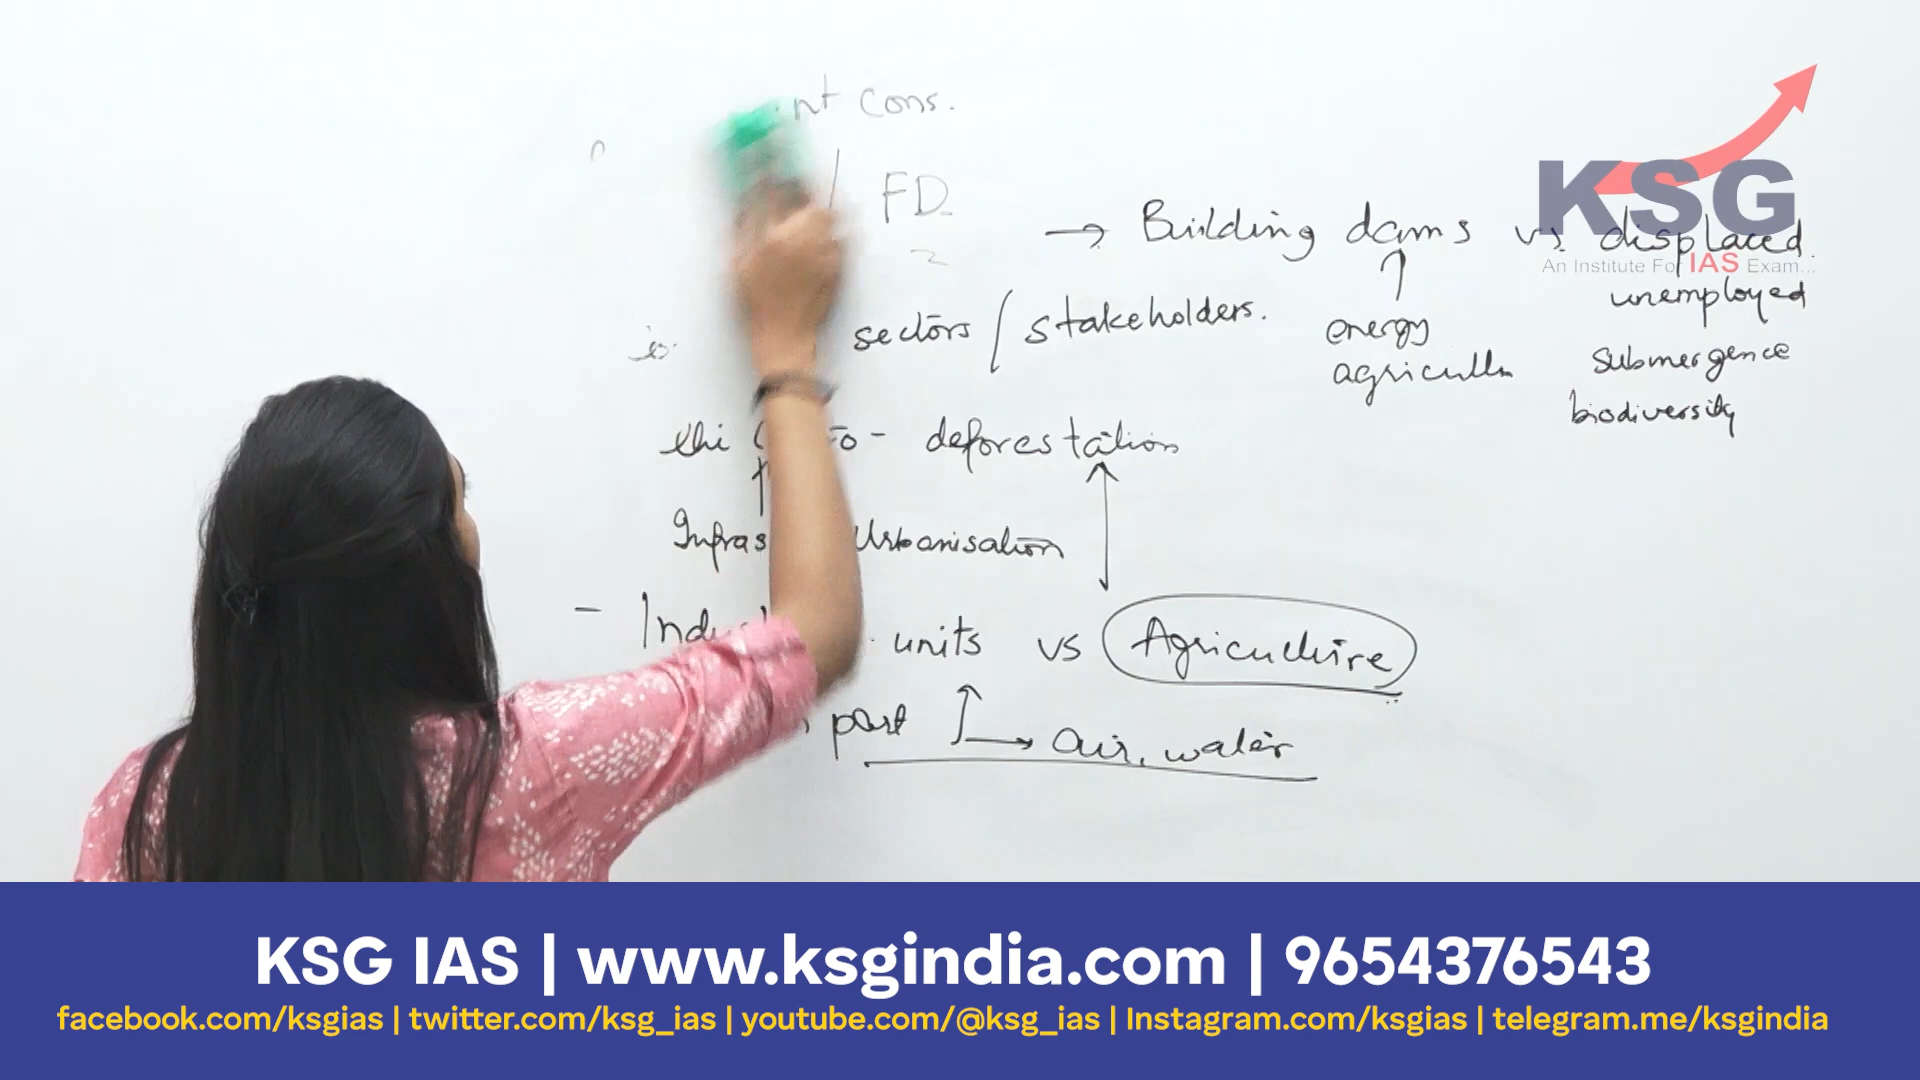 nt Cons.
/ FD
→ Building dams vs. displaced
unemployed
submergence
biodiversity
energy
sectors / stakeholders.
deforestation
Urbanisation
units vs Agriculture
part → air, water
KSG
An Institute For IAS Exam...
KSG IAS | www.ksgindia.com | 9654376543
facebook.com/ksgias | twitter.com/ksg_ias | youtube.com/@ksg_ias | Instagram.com/ksgias | telegram.me/ksgindia